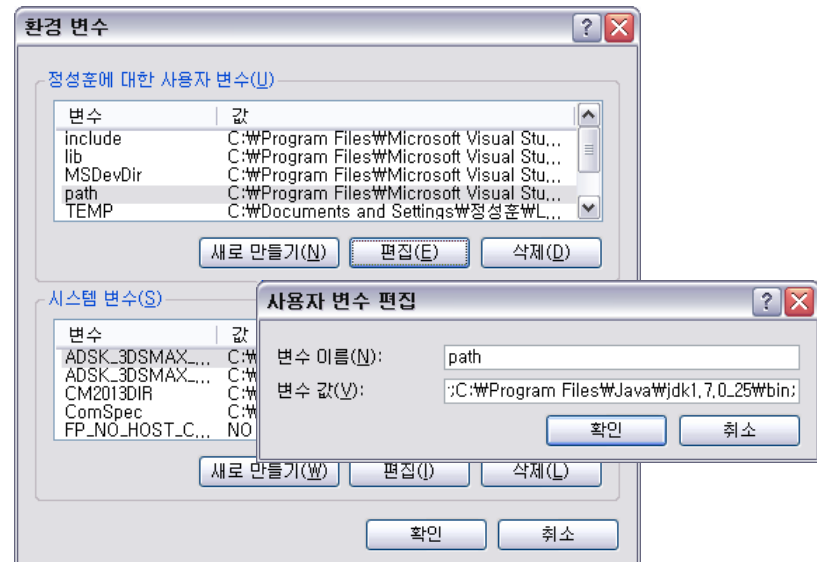 환경 변수
정성훈에 대한 사용자 변수(U)
변수 값
include C:₩Program Files₩Microsoft Visual Stu...
lib C:₩Program Files₩Microsoft Visual Stu...
MSDevDir C:₩Program Files₩Microsoft Visual Stu...
path C:₩Program Files₩Microsoft Visual Stu...
TEMP C:₩Documents and Settings₩정성훈₩L...
새로 만들기(N) 편집(E) 삭제(D)
시스템 변수(S)
변수 값
ADSK_3DSMAX_... C:₩
ADSK_3DSMAX_... C:₩
CM2013DIR C:₩
ComSpec C:₩
FP_NO_HOST_C... NO
새로 만들기(W) 편집(I) 삭제(L)
확인 취소
사용자 변수 편집
변수 이름(N): path
변수 값(V): ;C:₩Program Files₩Java₩jdk1.7.0_25₩bin;
확인 취소